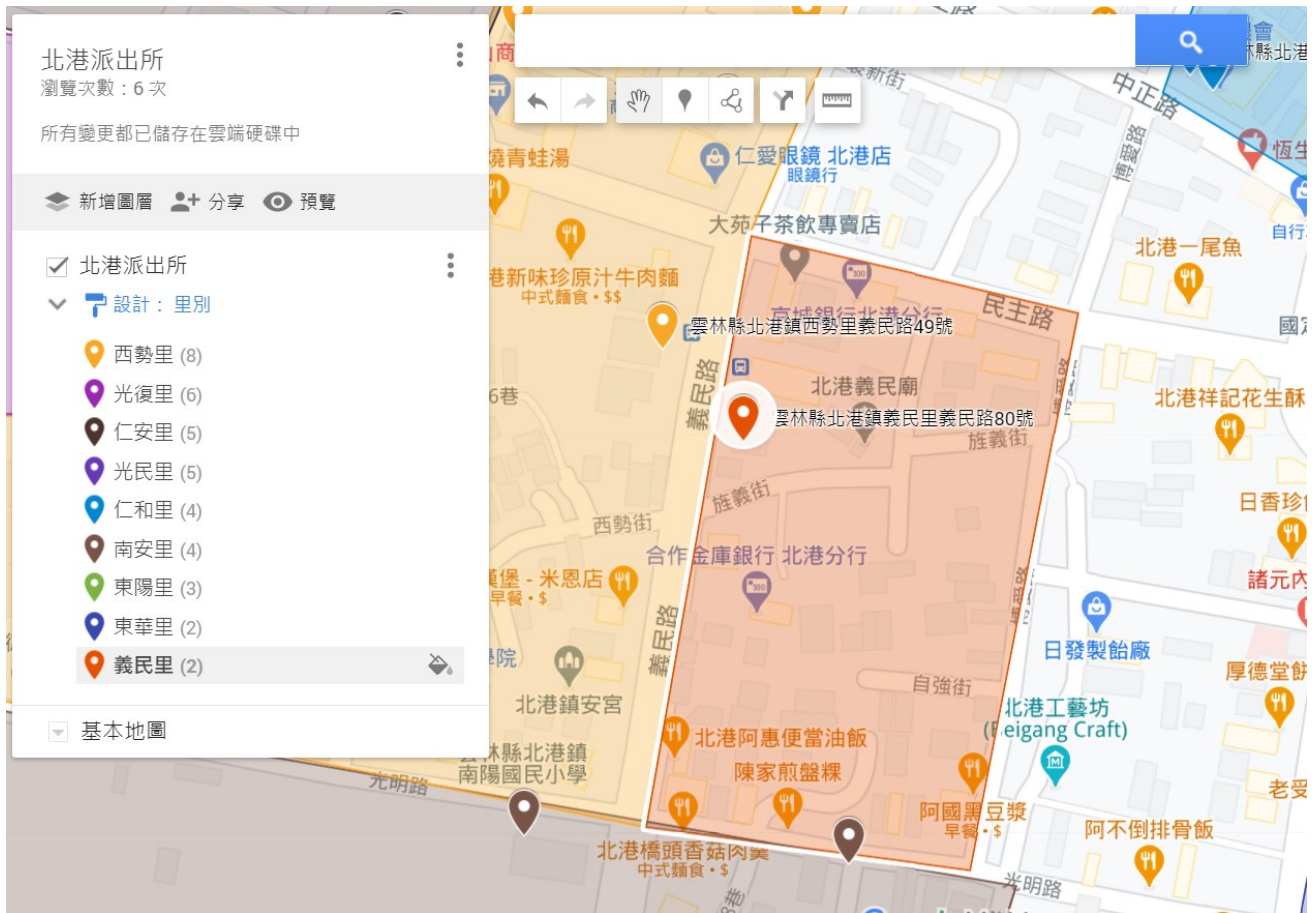 北港派出所
瀏覽次數：6 次
所有變更都已儲存在雲端硬碟中
新增圖層
分享
預覽
北港派出所
設計： 里別
西勢里 (8)
光復里 (6)
仁安里 (5)
光民里 (5)
仁和里 (4)
南安里 (4)
東陽里 (3)
東華里 (2)
義民里 (2)
基本地圖
中正路
博愛路
仁愛眼鏡 北港店
眼鏡行
大苑子茶飲專賣店
北港一尾魚
港新味珍原汁牛肉麵
中式麵食・$$
民主路
雲林縣北港鎮西勢里義民路49號
義民路
北港義民廟
北港祥記花生酥
雲林縣北港鎮義民里義民路80號
旌義街
旌義街
西勢街
合作金庫銀行 北港分行
堡 - 米恩店
早餐・$
義民路
日發製飴廠
自強街
北港鎮安宮
北港工藝坊
(Beigang Craft)
北港阿惠便當油飯
陳家煎盤粿
南陽國民小學
光明路
阿國黑豆漿
早餐・$
阿不倒排骨飯
北港橋頭香菇肉羹
中式麵食・$
光明路